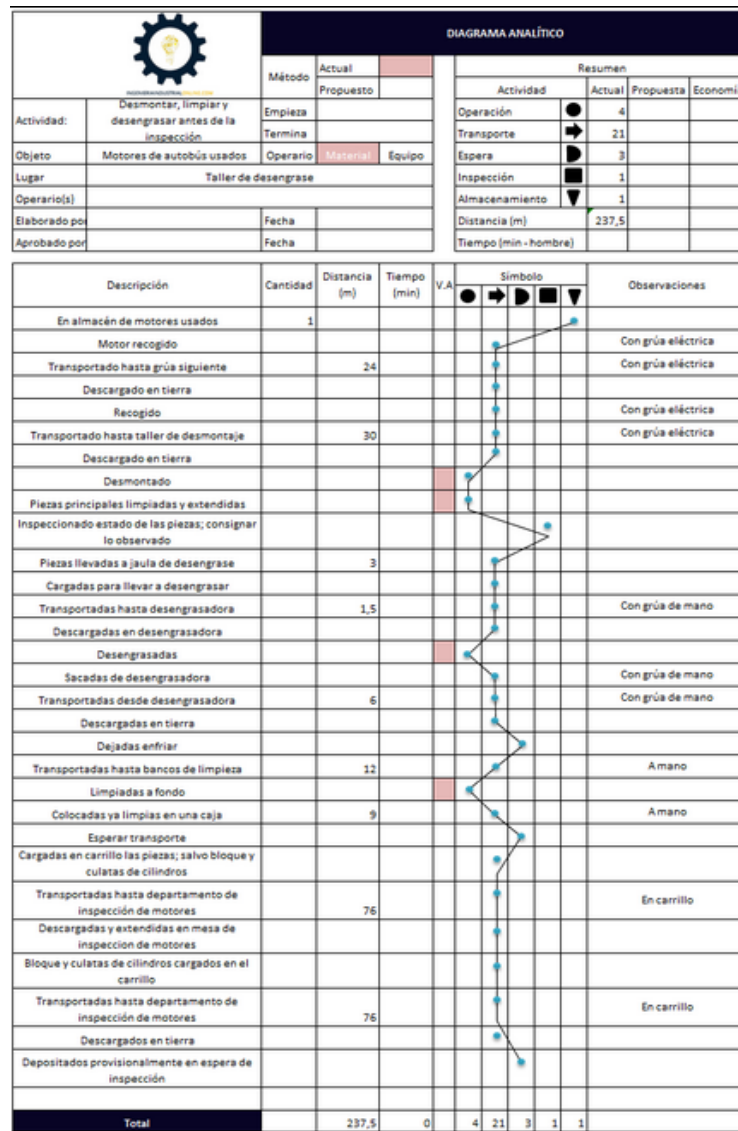 DIAGRAMA ANALÍTICO
INGENIERIAINDUSTRIALONLINE.COM
Método
Actual
Propuesto
Resumen
Actividad Actual Propuesta Economí
Actividad:
Desmontar, limpiar y
desengrasar antes de la
inspección
Empieza
Termina
Operación 4
Transporte 21
Objeto Motores de autobús usados Operario Material Equipo
Espera 3
Lugar Taller de desengrase
Inspección 1
Operario(s)
Almacenamiento 1
Elaborado por Fecha
Distancia (m) 237,5
Aprobado por Fecha
Tiempo (min - hombre)
Descripción Cantidad Distancia
(m) Tiempo
(min) V.A Símbolo Observaciones
En almacén de motores usados 1
Motor recogido Con grúa eléctrica
Transportado hasta grúa siguiente 24 Con grúa eléctrica
Descargado en tierra
Recogido Con grúa eléctrica
Transportado hasta taller de desmontaje 30 Con grúa eléctrica
Descargado en tierra
Desmontado
Piezas principales limpiadas y extendidas
Inspeccionado estado de las piezas; consignar
lo observado
Piezas llevadas a jaula de desengrase 3
Cargadas para llevar a desengrasar
Transportadas hasta desengrasadora 1,5 Con grúa de mano
Descargadas en desengrasadora
Desengrasadas
Sacadas de desengrasadora Con grúa de mano
Transportadas desde desengrasadora 6 Con grúa de mano
Descargadas en tierra
Dejadas enfriar
Transportadas hasta bancos de limpieza 12 A mano
Limpiadas a fondo
Colocadas ya limpias en una caja 9 A mano
Esperar transporte
Cargadas en carrillo las piezas; salvo bloque y
culatas de cilindros
Transportadas hasta departamento de
inspección de motores 76 En carrillo
Descargadas y extendidas en mesa de
inspeccion de motores
Bloque y culatas de cilindros cargados en el
carrillo
Transportadas hasta departamento de
inspección de motores 76 En carrillo
Descargados en tierra
Depositados provisionalmente en espera de
inspección
Total 237,5 0 4 21 3 1 1